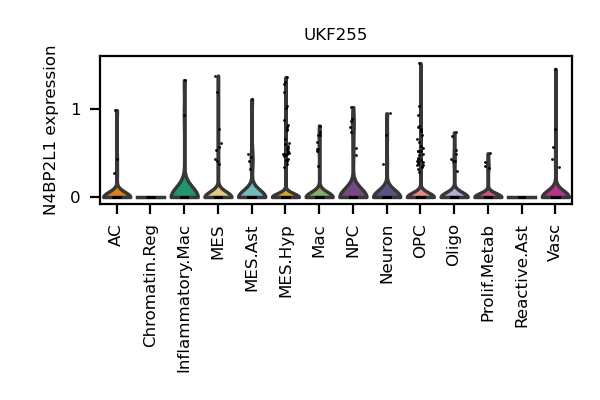 UKF255
N4BP2L1 expression
1
0
AC
Chromatin.Reg
Inflammatory.Mac
MES
MES.Ast
MES.Hyp
Mac
NPC
Neuron
OPC
Oligo
Prolif.Metab
Reactive.Ast
Vasc